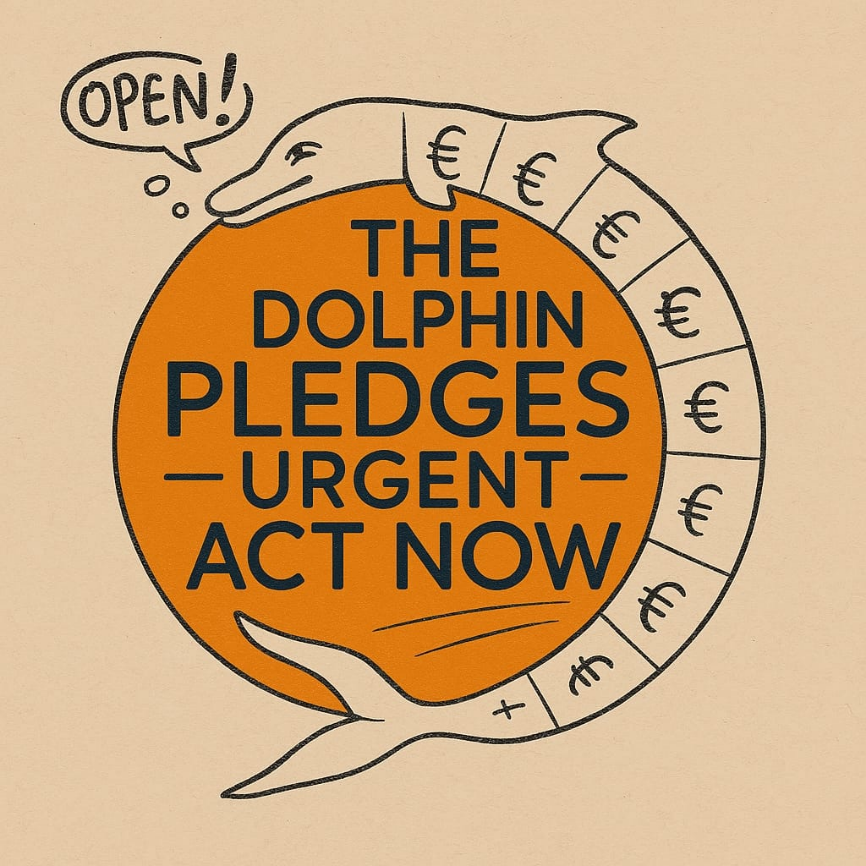 OPEN!
€
€
€
€
€
€
€
€
+
THE
DOLPHIN
PLEDGES
— URGENT —
ACT NOW